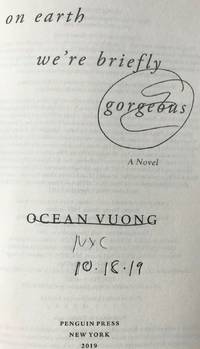 on earth
we're briefly
gorgeous
A Novel
OCEAN VUONG
NYC
10.18.19
PENGUIN PRESS
NEW YORK
2019